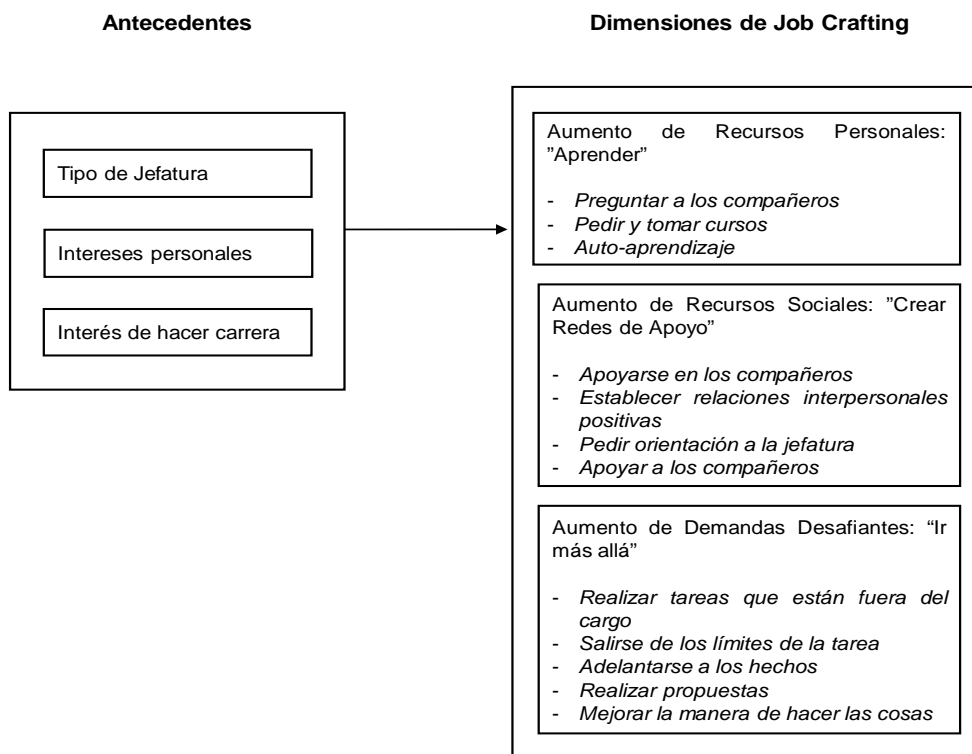 Antecedentes
Dimensiones de Job Crafting
Tipo de Jefatura
Intereses personales
Interés de hacer carrera
Aumento de Recursos Personales:
”Aprender”
- Preguntar a los compañeros
- Pedir y tomar cursos
- Auto-aprendizaje
Aumento de Recursos Sociales: ”Crear
Redes de Apoyo”
- Apoyarse en los compañeros
- Establecer relaciones interpersonales
positivas
- Pedir orientación a la jefatura
- Apoyar a los compañeros
Aumento de Demandas Desafiantes: “Ir
más allá”
- Realizar tareas que están fuera del
cargo
- Salirse de los límites de la tarea
- Adelantarse a los hechos
- Realizar propuestas
- Mejorar la manera de hacer las cosas